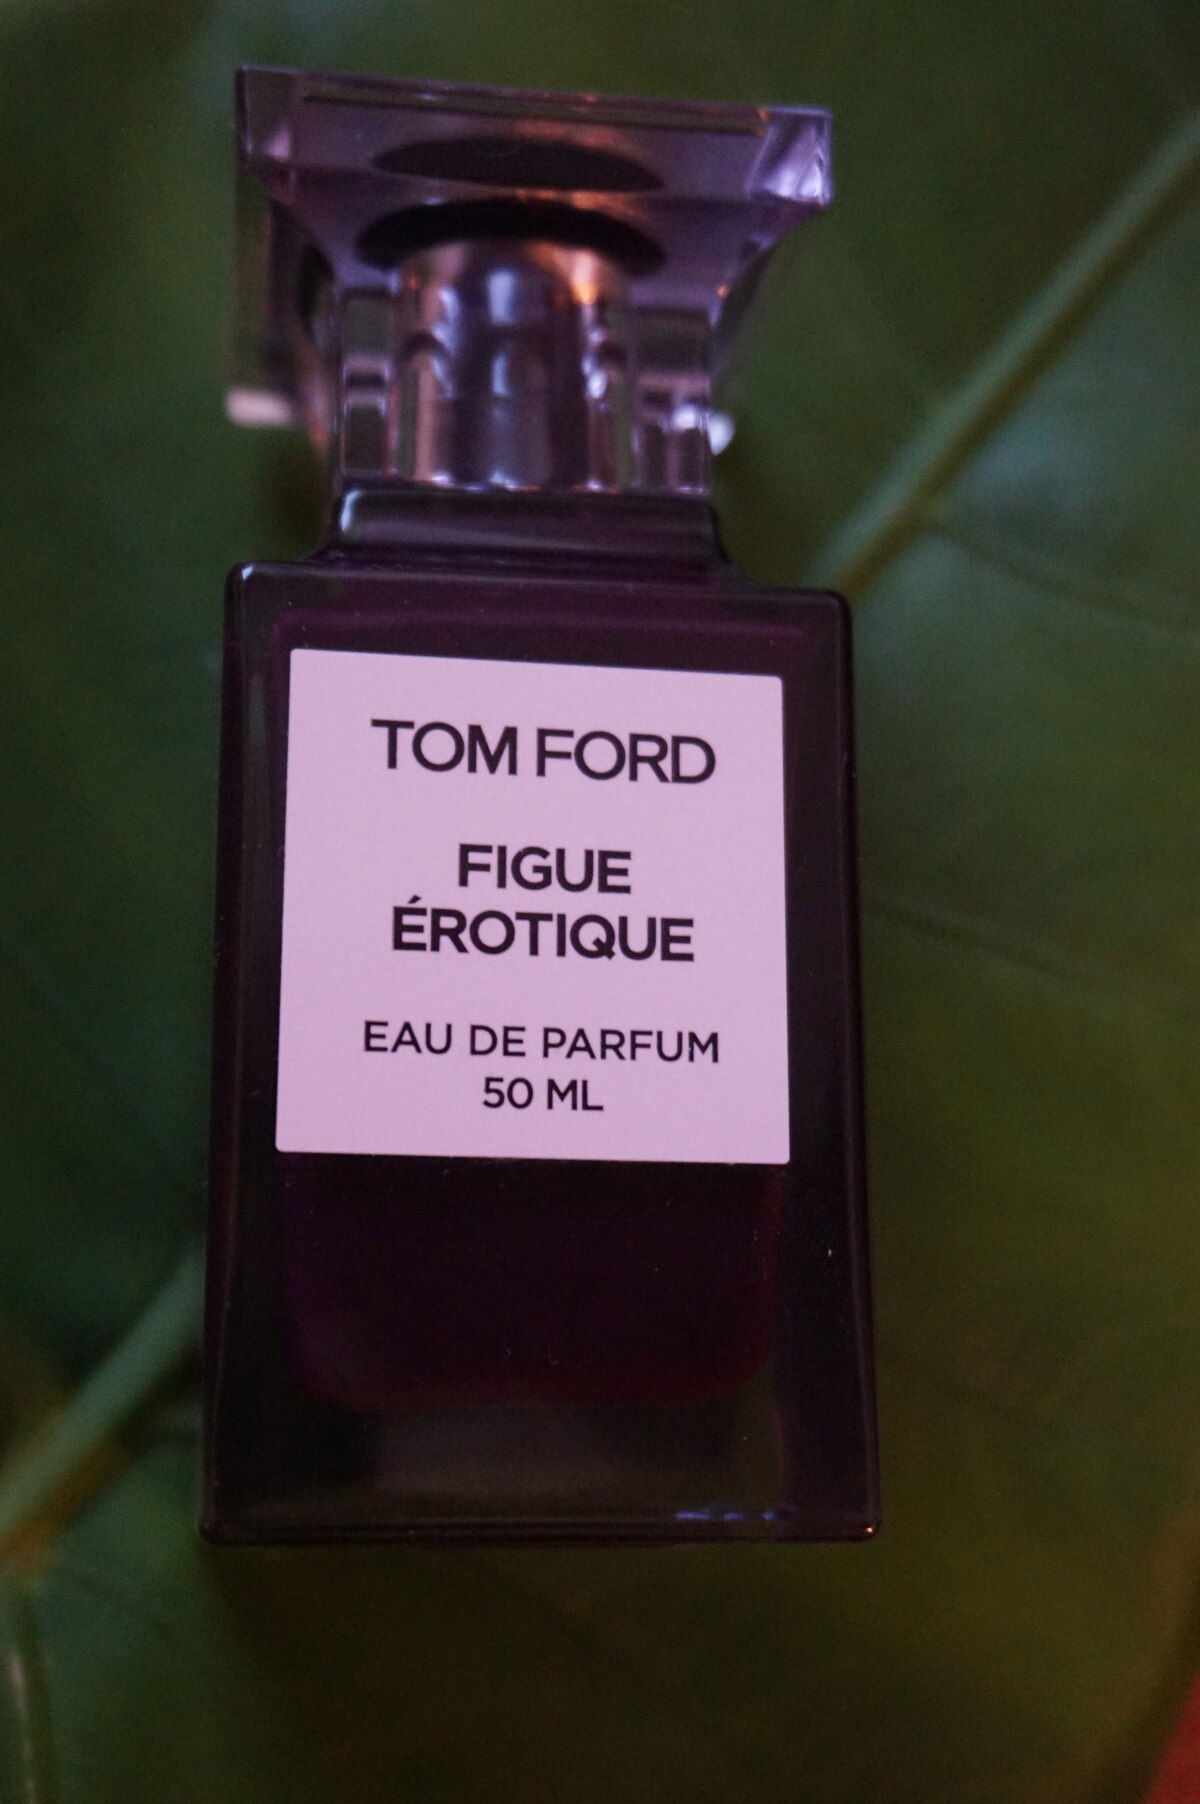 TOM FORD
FIGUE
ÉROTIQUE
EAU DE PARFUM
50 ML